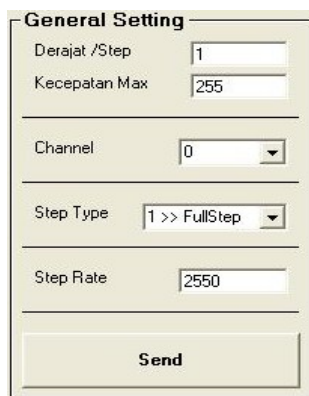 General Setting
Derajat /Step 1
Kecepatan Max 255
Channel 0
Step Type 1 >> FullStep
Step Rate 2550
Send